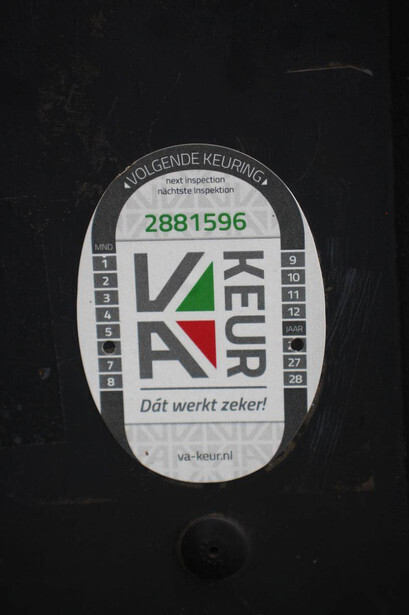 VOLGENDE KEURING
next inspection
nächtste Inspektion
2881596
MND
1
2
3
4
5
7
8
VA
KEUR
9
10
11
12
JAAR
27
28
Dát werkt zeker!
va-keur.nl